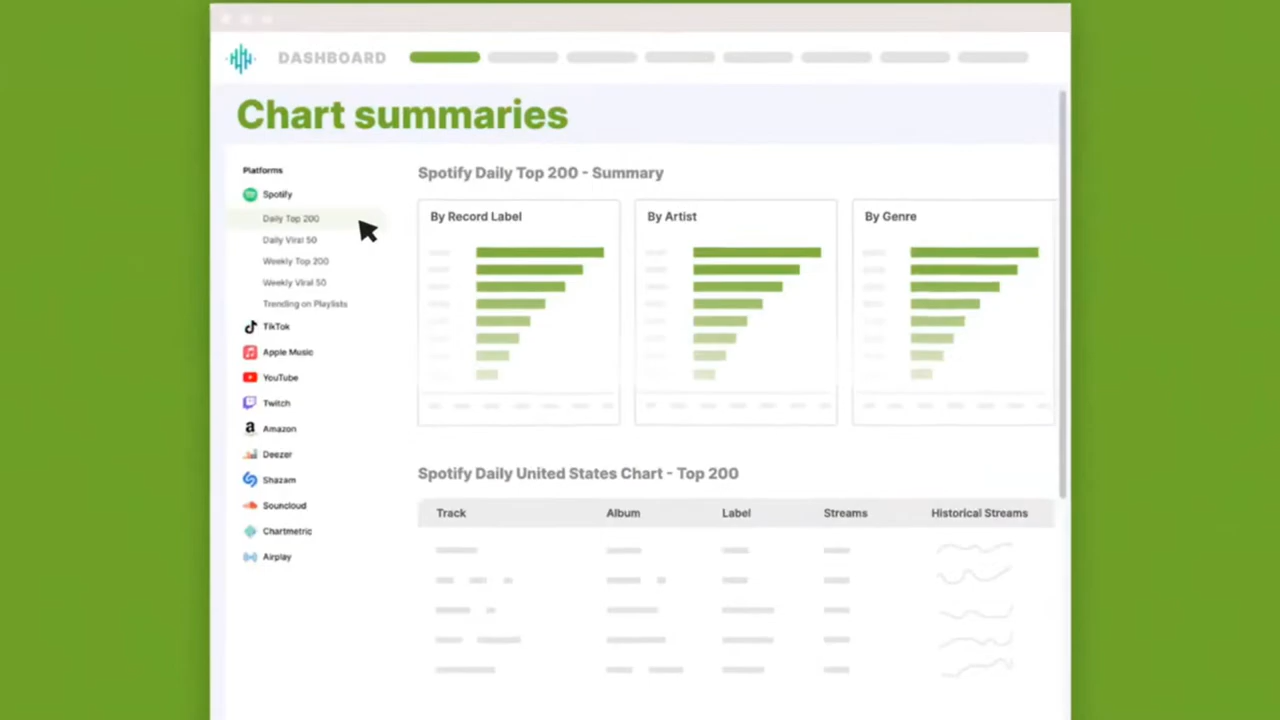 DASHBOARD
Chart summaries
Platforms
Spotify
Daily Top 200
Daily Viral 50
Weekly Top 200
Weekly Viral 50
Trending on Playlists
TikTok
Apple Music
YouTube
Twitch
Amazon
Deezer
Shazam
Soundcloud
Chartmetric
Airplay
Spotify Daily Top 200 - Summary
By Record Label
By Artist
By Genre
Spotify Daily United States Chart - Top 200
Track Album Label Streams Historical Streams